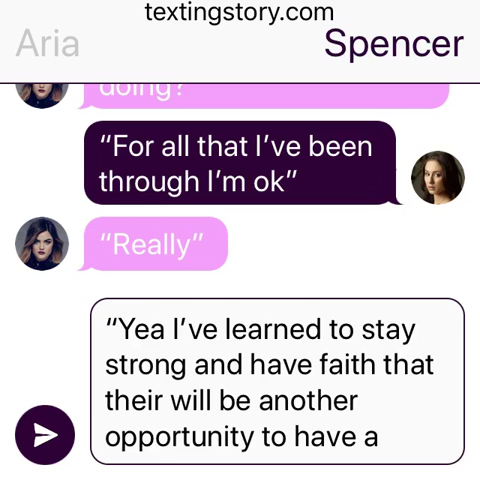 textingstory.com
Aria Spencer
doing?
“For all that I’ve been
through I’m ok”
“Really”
“Yea I’ve learned to stay
strong and have faith that
their will be another
opportunity to have a